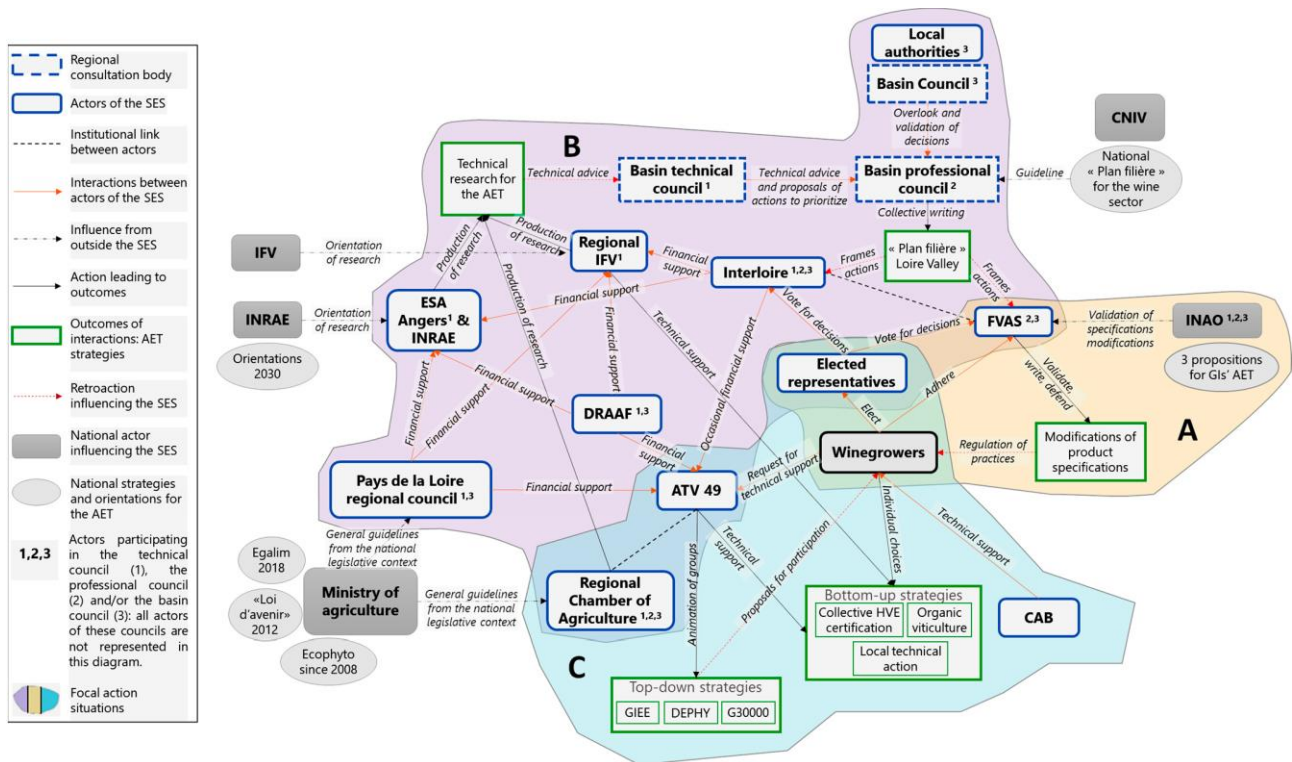 Regional
consultation body
Actors of the SES
Institutional link
between actors
Interactions between
actors of the SES
Influence from
outside the SES
Action leading to
outcomes
Outcomes of
interactions: AET
strategies
Retroaction
influencing the SES
National actor
influencing the SES
National strategies
and orientations for
the AET
1,2,3
Actors participating
in the technical
council (1), the
professional council
(2) and/or the basin
council (3): all actors
of these councils are
not represented in
this diagram.
Focal action
situations
Local
authorities ³
Basin Council ³
Overlook and
validation of
decisions
CNIV
National
« Plan filière »
for the wine
sector
Guideline
B
Technical
research for
the AET
Technical advice
Basin technical
council ¹
Technical advice
and proposals of
actions to prioritize
Basin professional
council ²
Collective writing
« Plan filière »
Loire Valley
Frames
actions
Frames
actions
IFV
Orientation
of research
Production
of research
Production
of research
Production of research
Regional
IFV¹
Financial
support
Interloire ¹,²,³
Financial support
INRAE
Orientation
of research
Orientations
2030
ESA
Angers¹ &
INRAE
Financial support
Technical support
Occasional financial
support
Vote for
decisions
Vote for decisions
FVAS ²,³
Validation of
specifications
modifications
INAO ¹,²,³
3 propositions
for GIs' AET
Elected
representatives
Adhere
Elect
Validate,
write, defend
A
Financial support
Financial support
Financial support
DRAAF ¹,³
Financial
support
Winegrowers
Regulation of
practices
Modifications of
product
specifications
Request for
technical support
Pays de la Loire
regional council ¹,³
Financial support
ATV 49
General guidelines
from the national
legislative context
Egalim
2018
«Loi
d'avenir»
2012
Ministry of
agriculture
Ecophyto
since 2008
General guidelines
from the national
legislative context
Regional
Chamber of
Agriculture ¹,²,³
Animation of groups
Technical
support
Proposals for participation
Individual choices
Technical support
Bottom-up strategies
Collective HVE
certification
Organic
viticulture
Local technical
action
CAB
C
Top-down strategies
GIEE
DEPHY
G30000